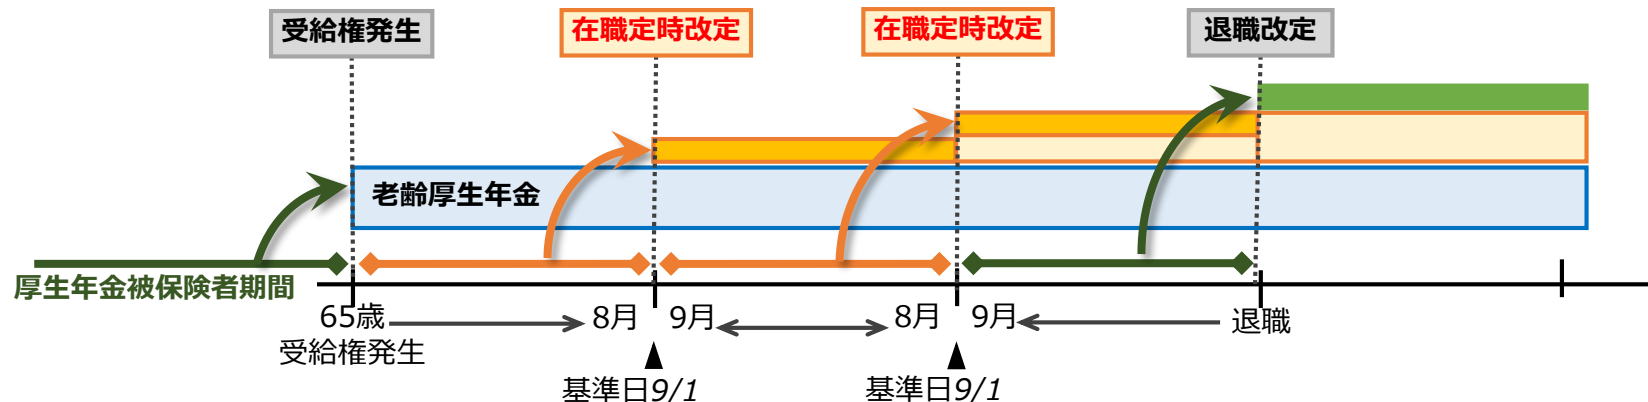 受給権発生
在職定時改定
在職定時改定
退職改定
老齢厚生年金
厚生年金被保険者期間
65歳
8月
9月
8月
9月
退職
受給権発生
基準日9/1
基準日9/1